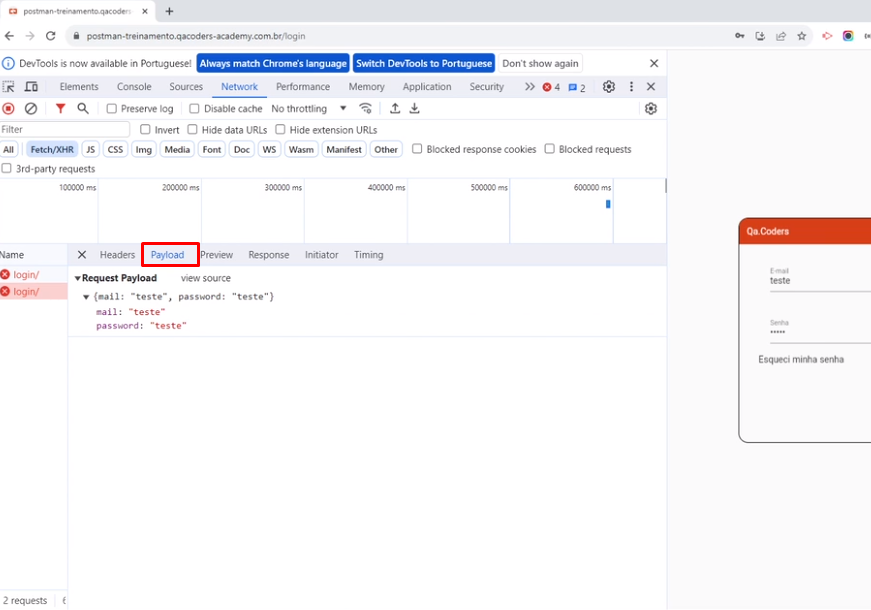 postman-treinamento.qacoders
postman-treinamento.qacoders-academy.com.br/login
DevTools is now available in Portuguese! Always match Chrome's language Switch DevTools to Portuguese Don't show again
Elements Console Sources Network Performance Memory Application Security 4 2
Preserve log Disable cache No throttling
Filter Invert Hide data URLs Hide extension URLs
All Fetch/XHR JS CSS Img Media Font Doc WS Wasm Manifest Other Blocked response cookies Blocked requests
3rd-party requests
100000 ms 200000 ms 300000 ms 400000 ms 500000 ms 600000 ms
Name Headers Payload Preview Response Initiator Timing
login/
login/
Request Payload view source
{mail: "teste", password: "teste"}
mail: "teste"
password: "teste"
2 requests
Qa.Coders
E-mail
teste
Senha
•••••
Esqueci minha senha